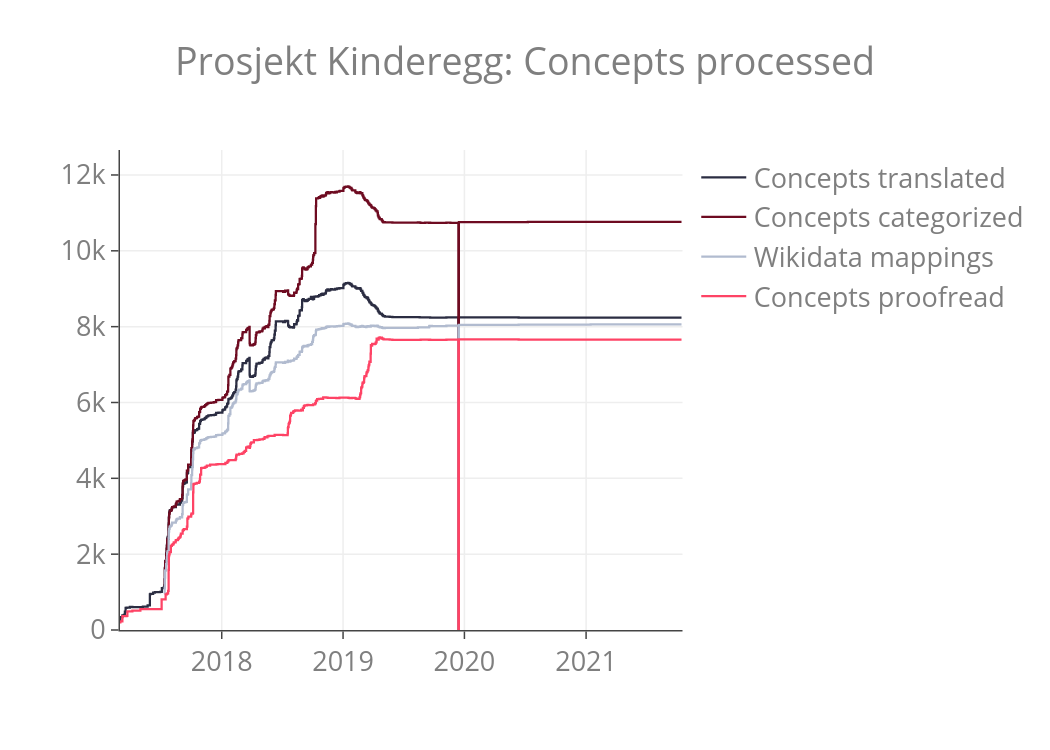 Prosjekt Kinderegg: Concepts processed
12k
10k
8k
6k
4k
2k
0
2018 2019 2020 2021
Concepts translated
Concepts categorized
Wikidata mappings
Concepts proofread